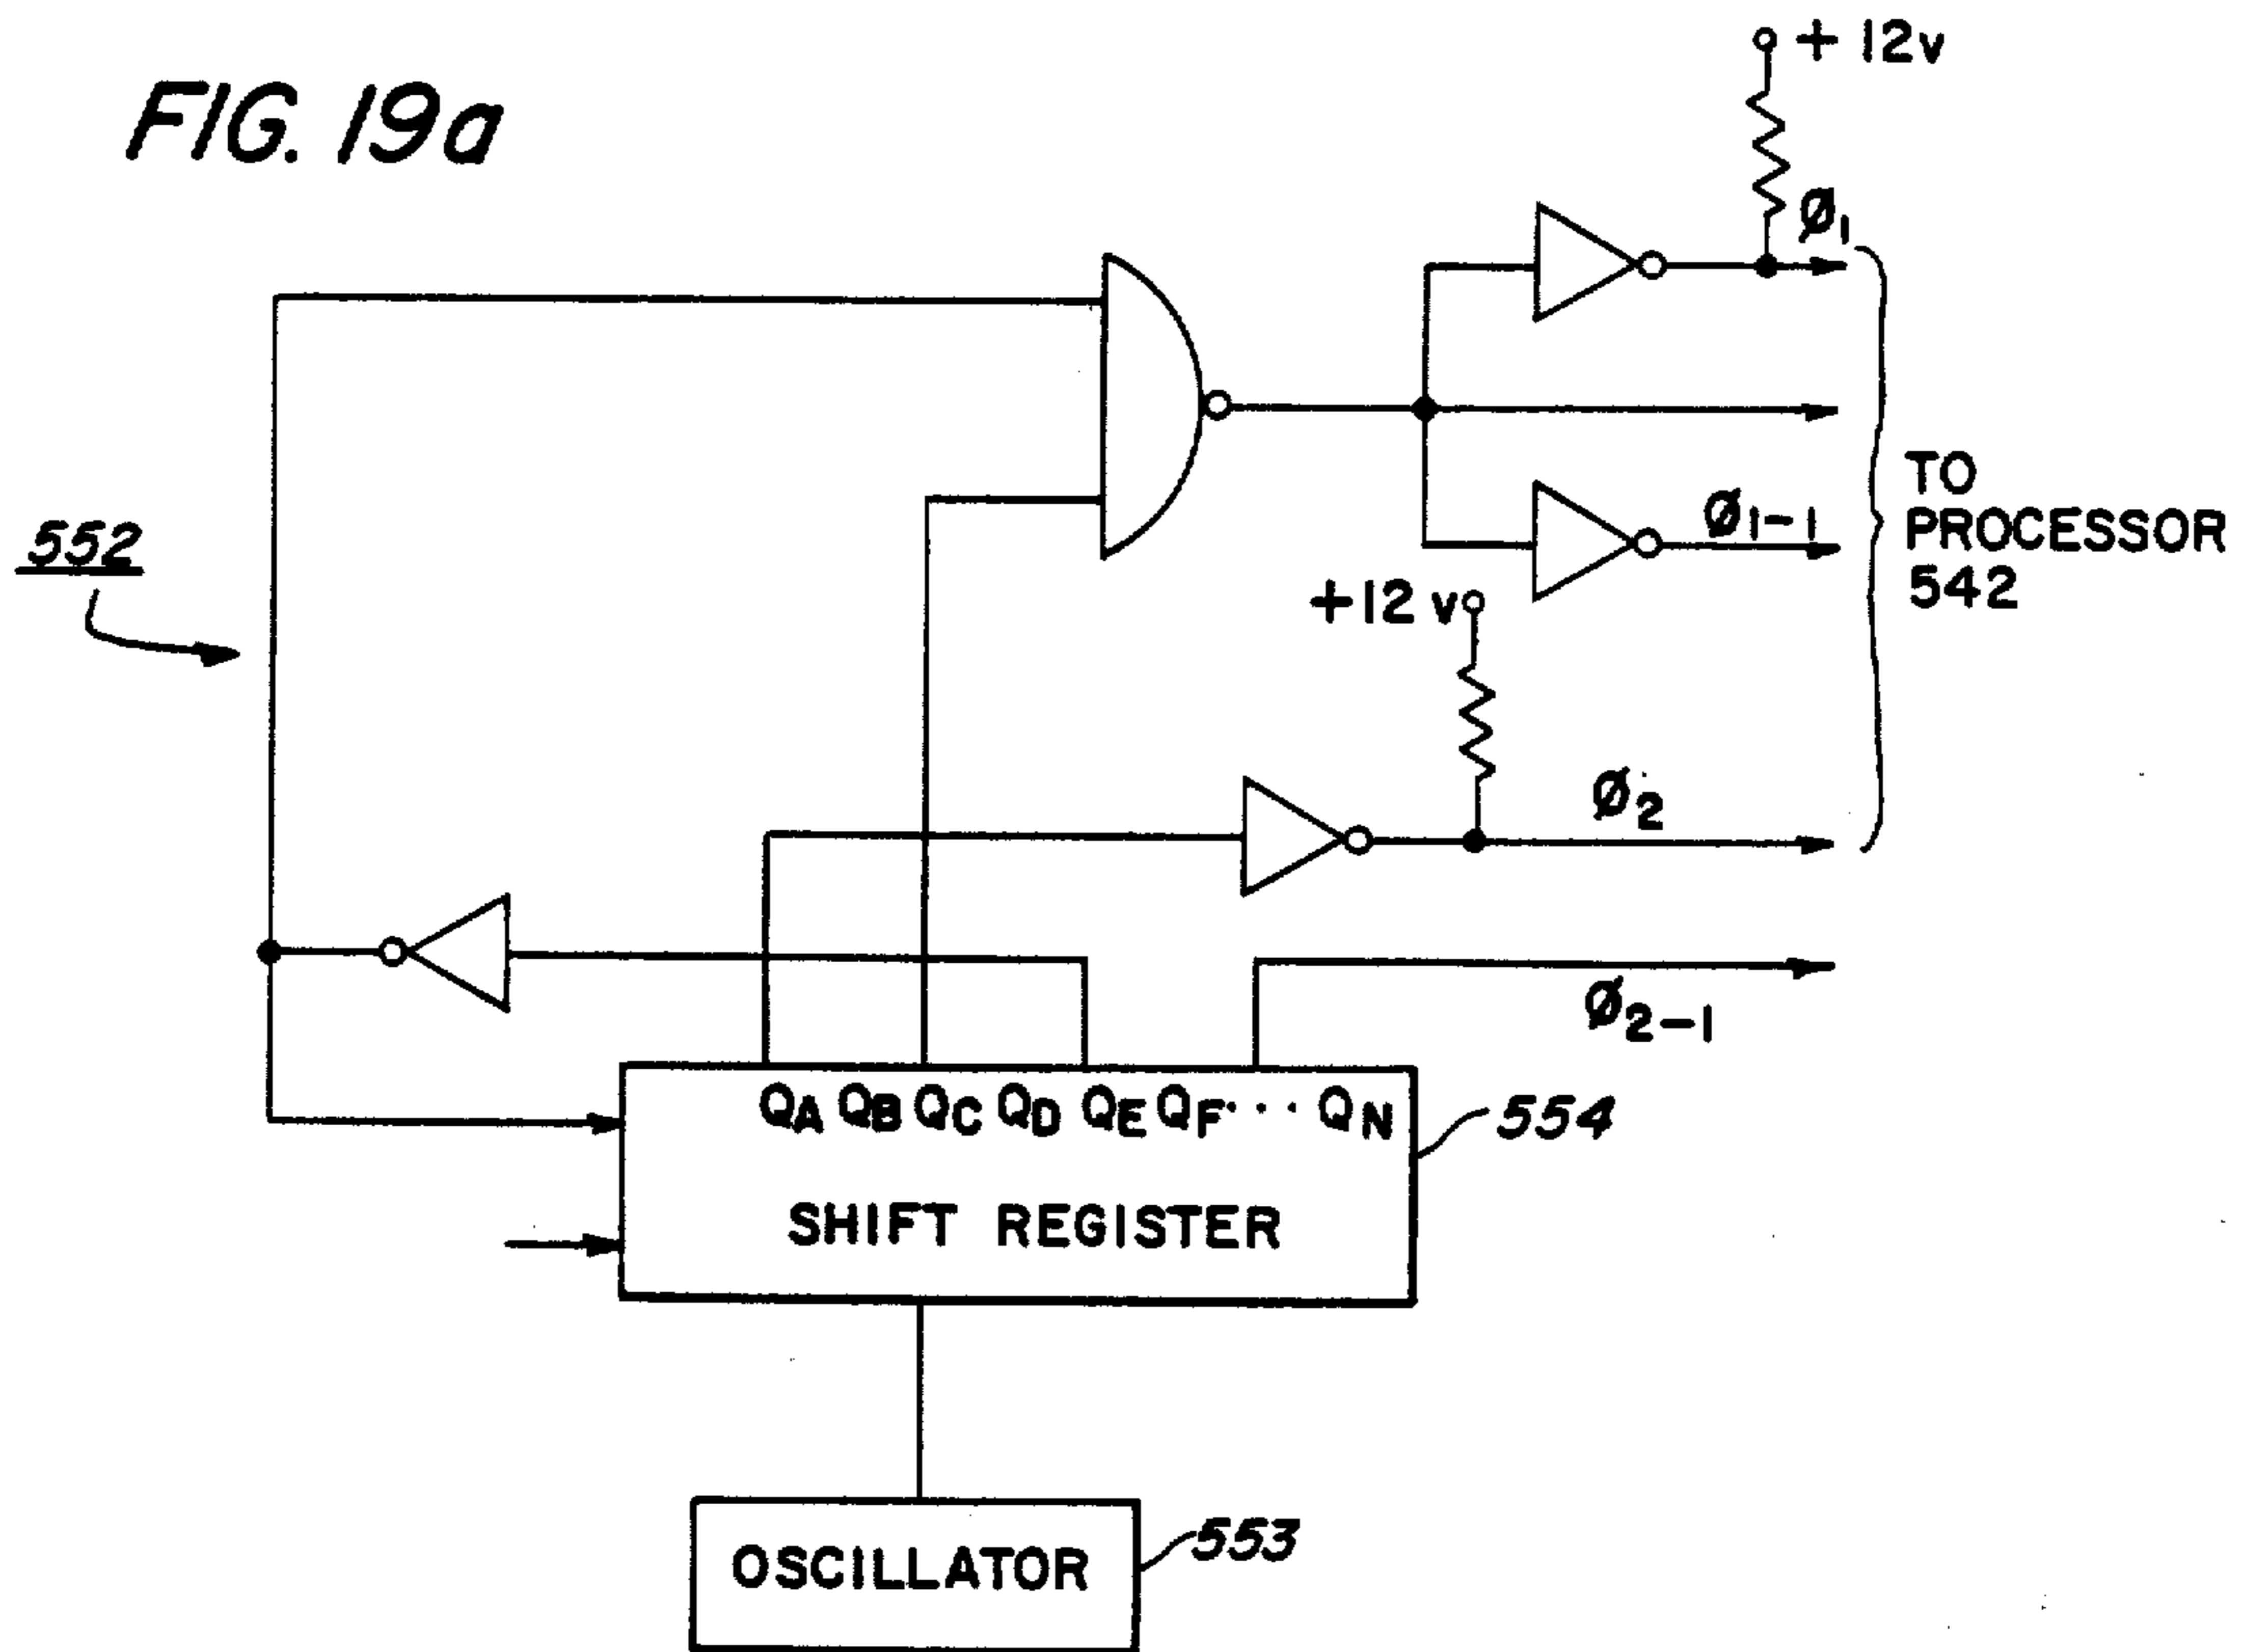 FIG. 19a
+ 12v
Ø1
552
Ø1-1
TO
PROCESSOR
542
+12 v
Ø2
Ø2-1
QA QB QC QD QE QF··· QN
554
SHIFT REGISTER
OSCILLATOR
553